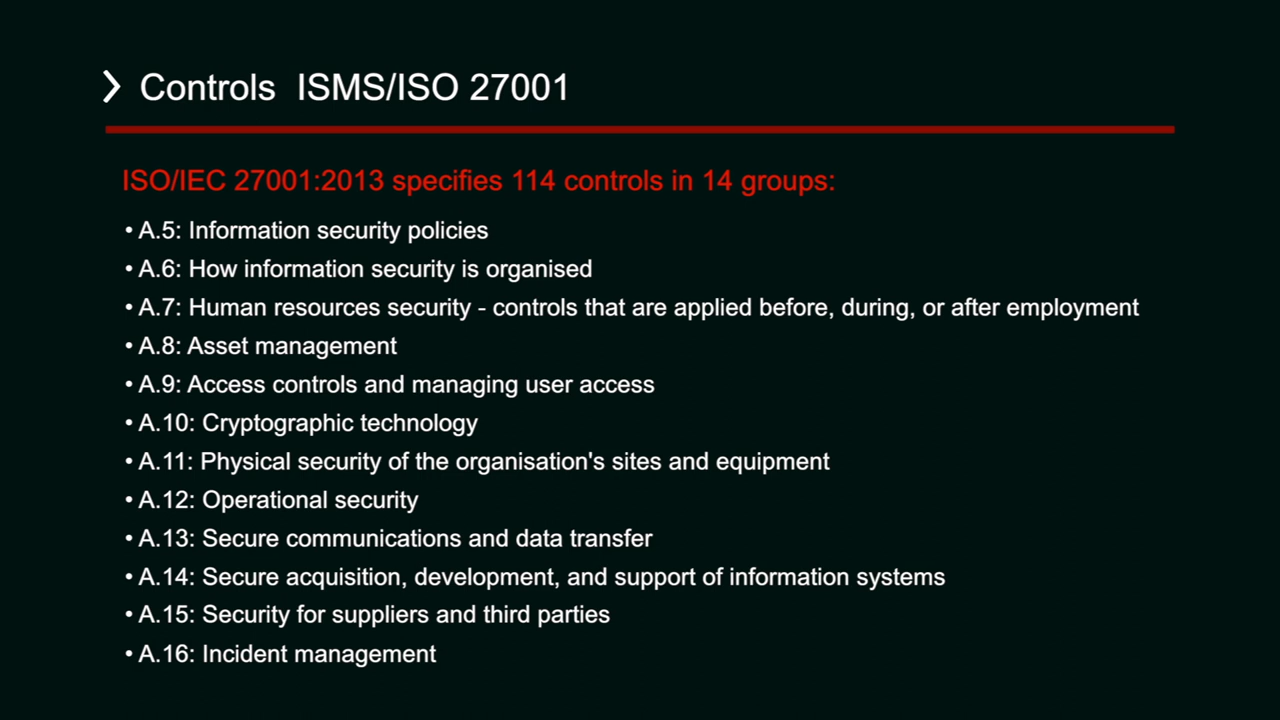 Controls ISMS/ISO 27001
ISO/IEC 27001:2013 specifies 114 controls in 14 groups:
• A.5: Information security policies
• A.6: How information security is organised
• A.7: Human resources security - controls that are applied before, during, or after employment
• A.8: Asset management
• A.9: Access controls and managing user access
• A.10: Cryptographic technology
• A.11: Physical security of the organisation's sites and equipment
• A.12: Operational security
• A.13: Secure communications and data transfer
• A.14: Secure acquisition, development, and support of information systems
• A.15: Security for suppliers and third parties
• A.16: Incident management